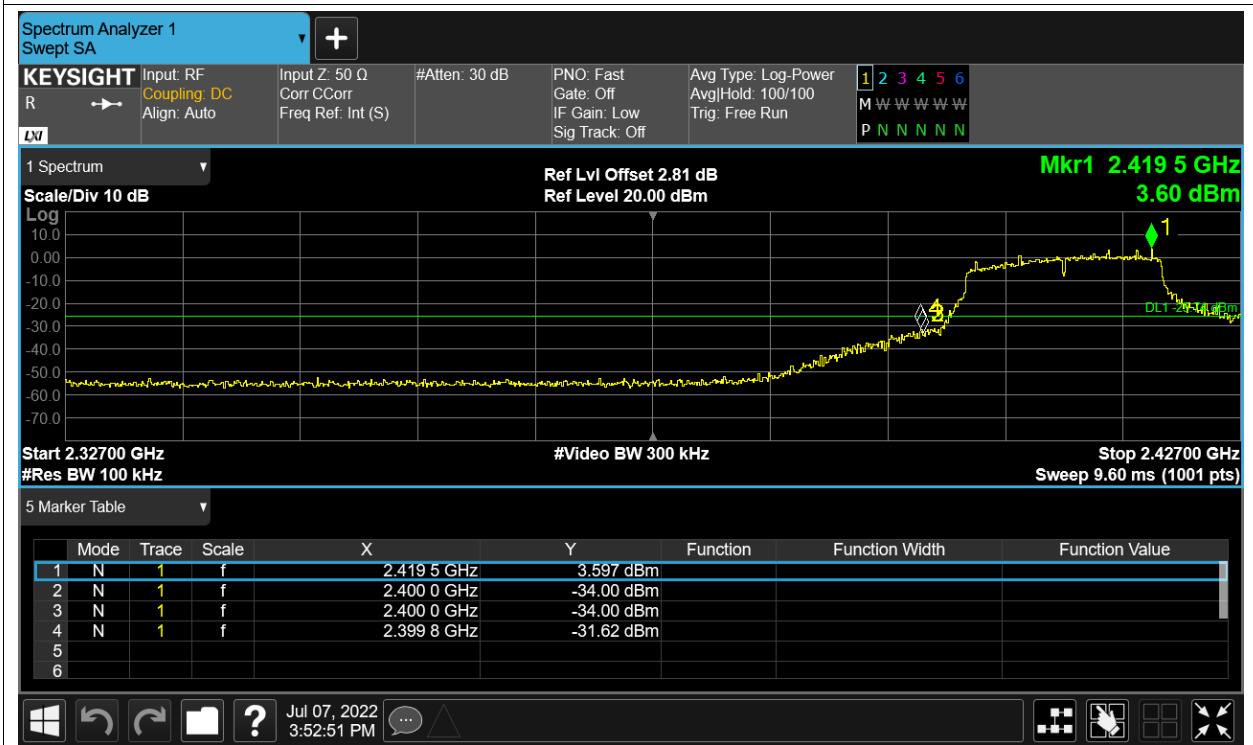 Spectrum Analyzer 1
Swept SA
+
KEYSIGHT Input: RF Input Z: 50 Ω #Atten: 30 dB PNO: Fast Avg Type: Log-Power 1 2 3 4 5 6
R Coupling: DC Corr CCorr Gate: Off Avg|Hold: 100/100 M W W W W W
Align: Auto Freq Ref: Int (S) IF Gain: Low Trig: Free Run
LXI Sig Track: Off P N N N N N
1 Spectrum Ref Lvl Offset 2.81 dB Mkr1 2.419 5 GHz
Scale/Div 10 dB Ref Level 20.00 dBm 3.60 dBm
Log
1
10.0
0.00
-10.0
-20.0
-30.0
-40.0
-50.0
-60.0
-70.0
Start 2.32700 GHz #Video BW 300 kHz Stop 2.42700 GHz
#Res BW 100 kHz Sweep 9.60 ms (1001 pts)
5 Marker Table
Mode Trace Scale X Y Function Function Width Function Value
1 N 1 f 2.419 5 GHz 3.597 dBm
2 N 1 f 2.400 0 GHz -34.00 dBm
3 N 1 f 2.400 0 GHz -34.00 dBm
4 N 1 f 2.399 8 GHz -31.62 dBm
5
6
? Jul 07, 2022
3:52:51 PM